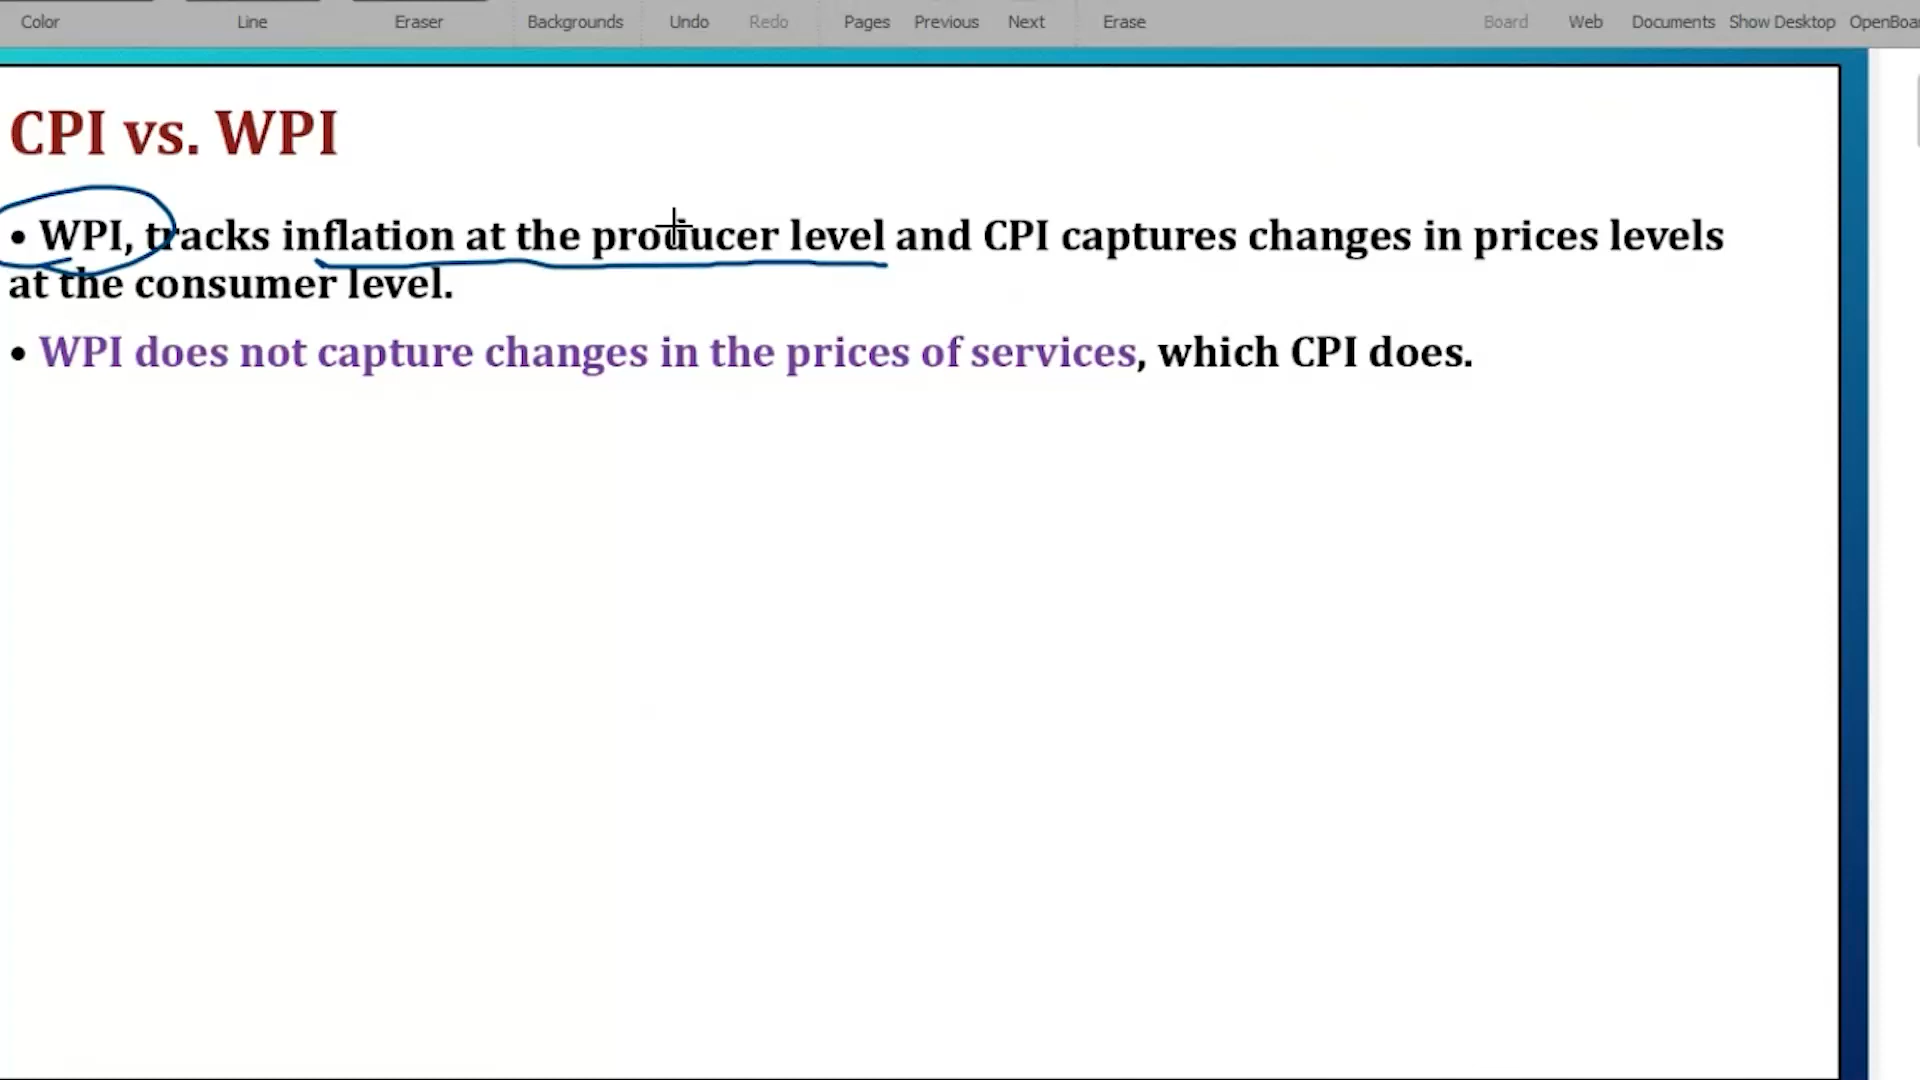 Color Line Eraser Backgrounds Undo Redo Pages Previous Next Erase Board Web Documents Show Desktop
CPI vs. WPI
• WPI, tracks inflation at the producer level and CPI captures changes in prices levels
at the consumer level.
• WPI does not capture changes in the prices of services, which CPI does.